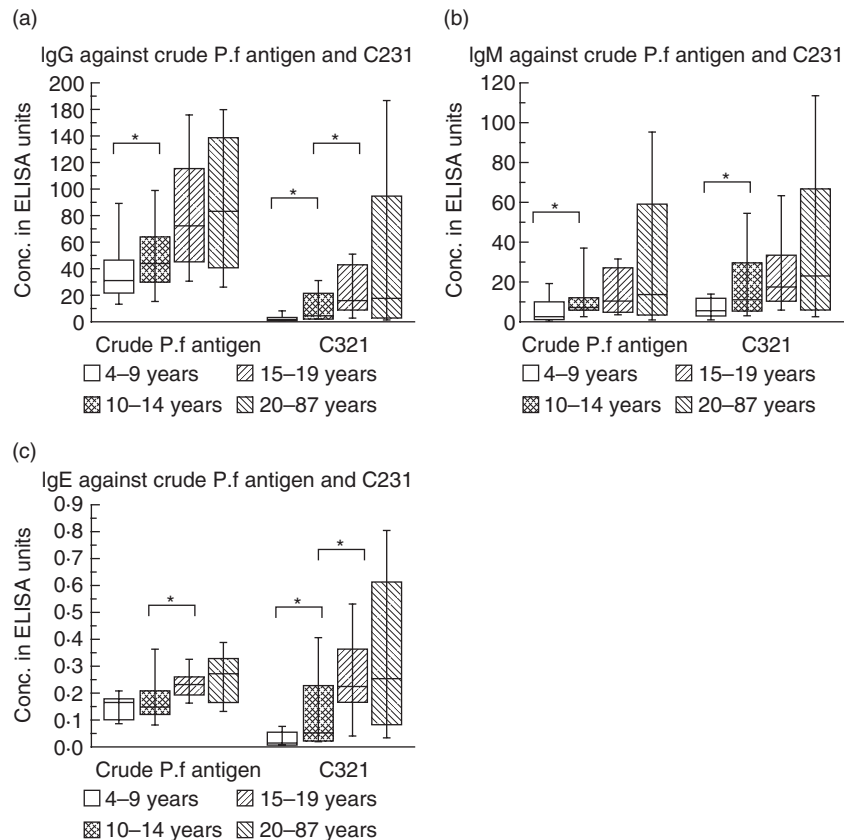 (a)
IgG against crude P.f antigen and C231
Conc. in ELISA units
200
180
160
140
120
100
80
60
40
20
0
*
*
*
Crude P.f antigen C321
4–9 years 15–19 years
10–14 years 20–87 years
(b)
IgM against crude P.f antigen and C231
Conc. in ELISA units
120
100
80
60
40
20
0
*
*
Crude P.f antigen C321
4–9 years 15–19 years
10–14 years 20–87 years
(c)
IgE against crude P.f antigen and C231
Conc. in ELISA units
0·9
0·8
0·7
0·6
0·5
0·4
0·3
0·2
0·1
0·0
*
*
*
Crude P.f antigen C321
4–9 years 15–19 years
10–14 years 20–87 years